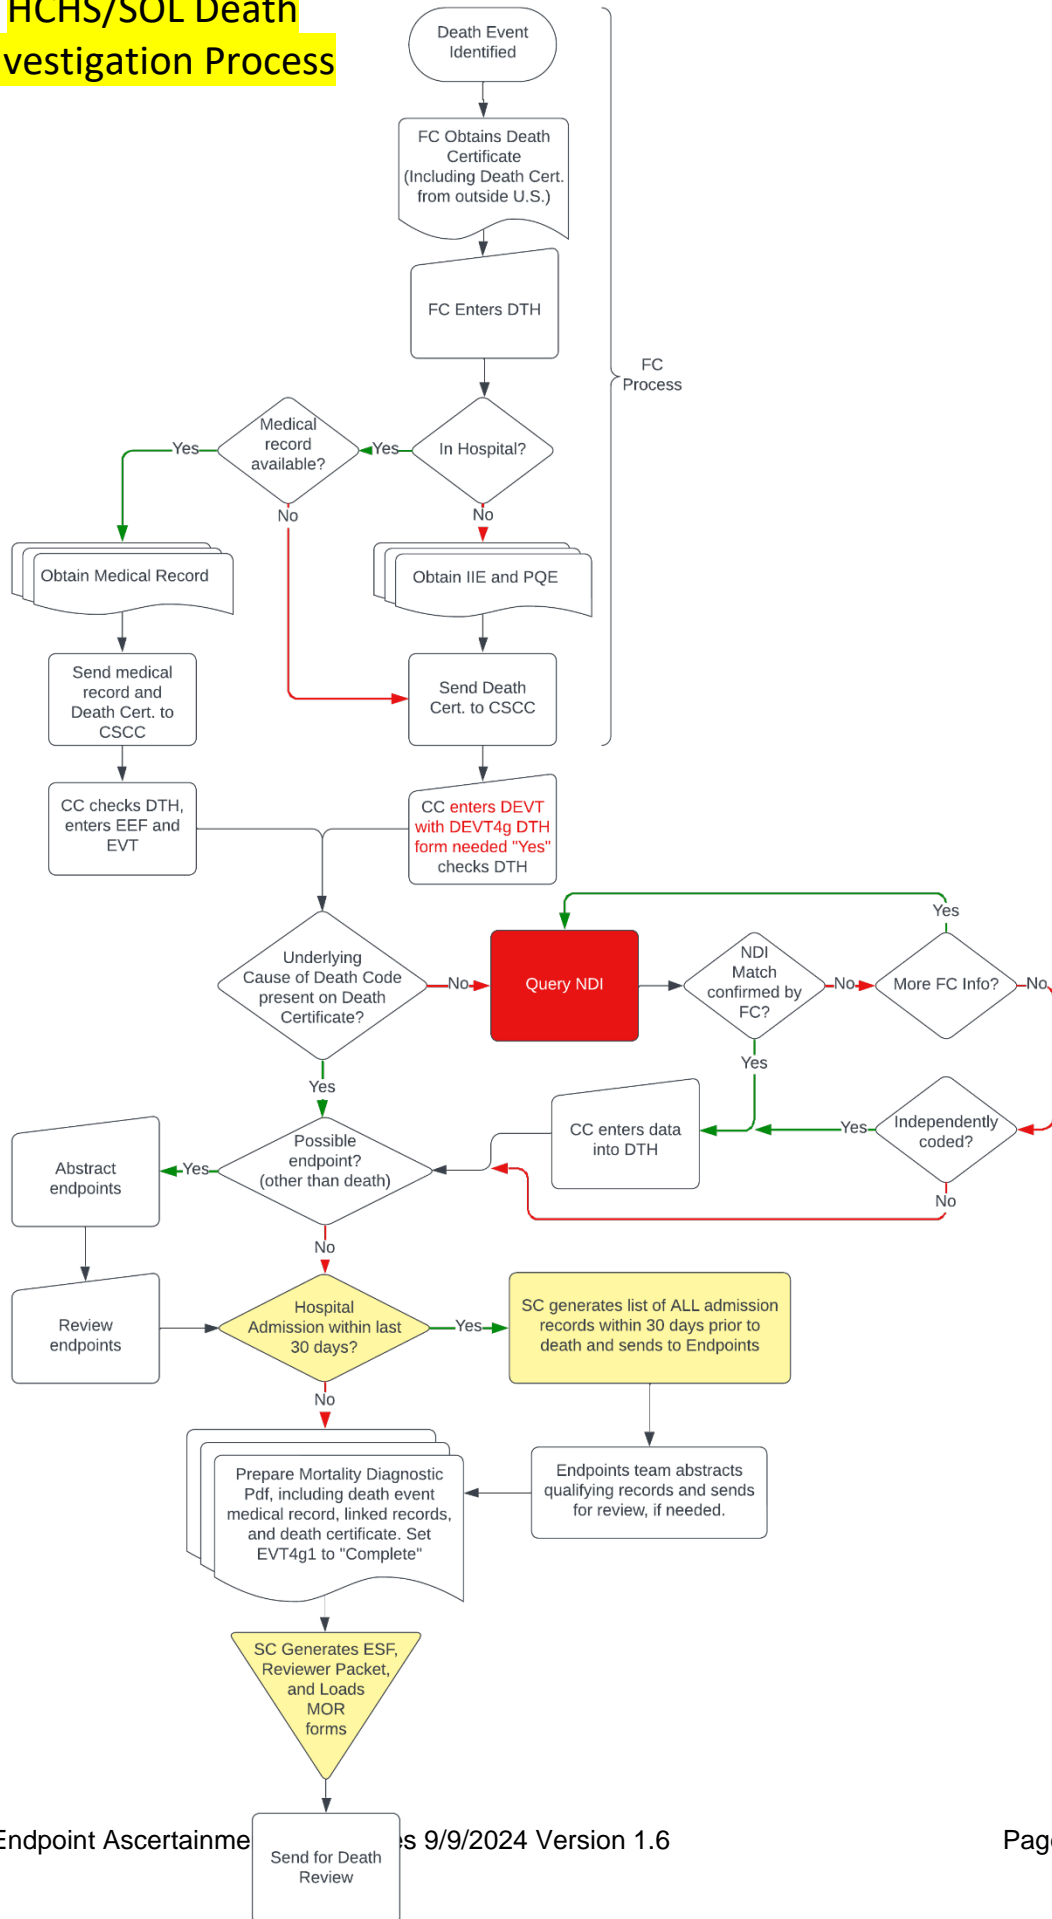 HCHS/SOL Death
vestigation Process
Death Event
Identified
FC Obtains Death
Certificate
(Including Death Cert.
from outside U.S.)
FC Enters DTH
FC
Process
Medical
record
available?
Yes
Yes
In Hospital?
No
No
Obtain Medical Record
Obtain IIE and PQE
Send medical
record and
Death Cert. to
CSCC
Send Death
Cert. to CSCC
CC checks DTH,
enters EEF and
EVT
CC enters DEVT
with DEVT4g DTH
form needed "Yes"
checks DTH
Yes
Underlying
Cause of Death Code
present on Death
Certificate?
No
Query NDI
NDI
Match
confirmed by
FC?
No
More FC Info?
No
Yes
Yes
CC enters data
into DTH
Yes
Independently
coded?
No
Possible
endpoint?
(other than death)
Yes
Abstract
endpoints
No
Review
endpoints
Hospital
Admission within last
30 days?
Yes
SC generates list of ALL admission
records within 30 days prior to
death and sends to Endpoints
No
Prepare Mortality Diagnostic
Pdf, including death event
medical record, linked records,
and death certificate. Set
EVT4g1 to "Complete"
Endpoints team abstracts
qualifying records and sends
for review, if needed.
SC Generates ESF,
Reviewer Packet,
and Loads
MOR
forms
Endpoint Ascertainme es 9/9/2024 Version 1.6 Page
Send for Death
Review